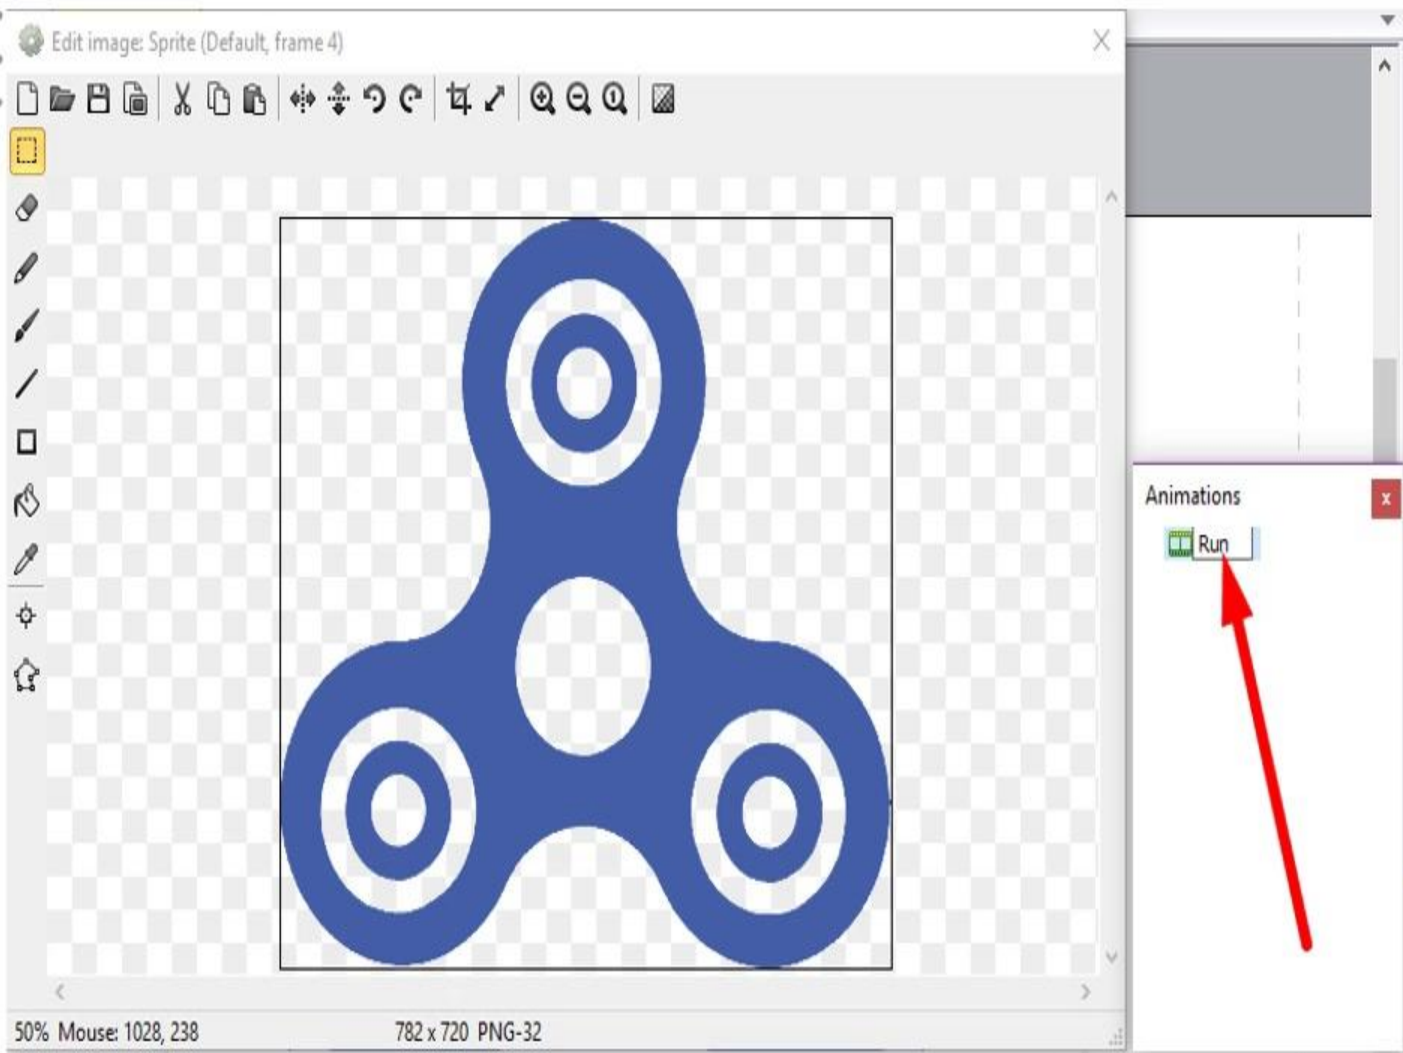 Edit image: Sprite (Default, frame 4)
Animations
x
Run
50% Mouse: 1028, 238
782 x 720 PNG-32